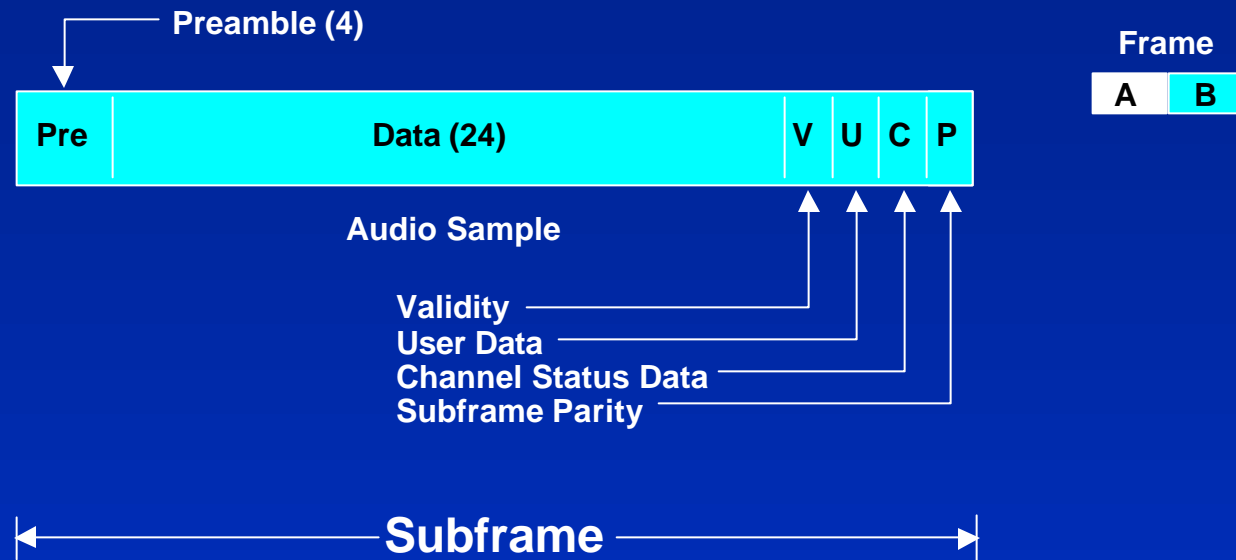 Preamble (4)
Frame
A B
Pre Data (24) V U C P
Audio Sample
Validity
User Data
Channel Status Data
Subframe Parity
Subframe